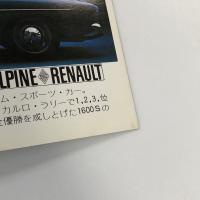 LPINE RENAULT
ム・スポーツ・カー。
カルロ・ラリーで1,2,3,位
優勝を成しとげた1600Sの